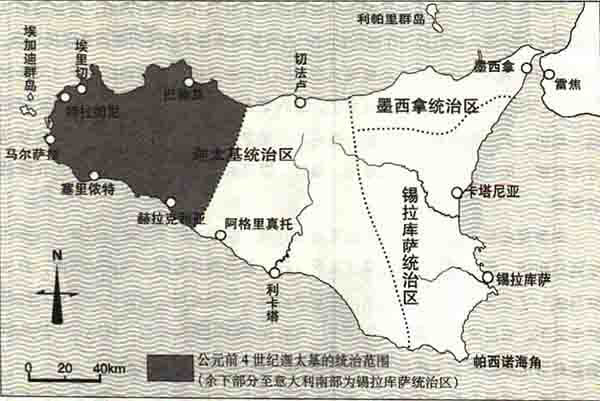 利帕里群岛
埃加迪群岛
埃里切
切法卢
墨西拿
雷焦
特拉帕尼
巴勒莫
墨西拿统治区
马尔萨拉
迦太基统治区
塞里侬特
卡塔尼亚
赫拉克利亚
阿格里真托
锡拉库萨统治区
锡拉库萨
利卡塔
帕西诺海角
N
0 20 40km
公元前4世纪迦太基的统治范围
(余下部分至意大利南部为锡拉库萨统治区)